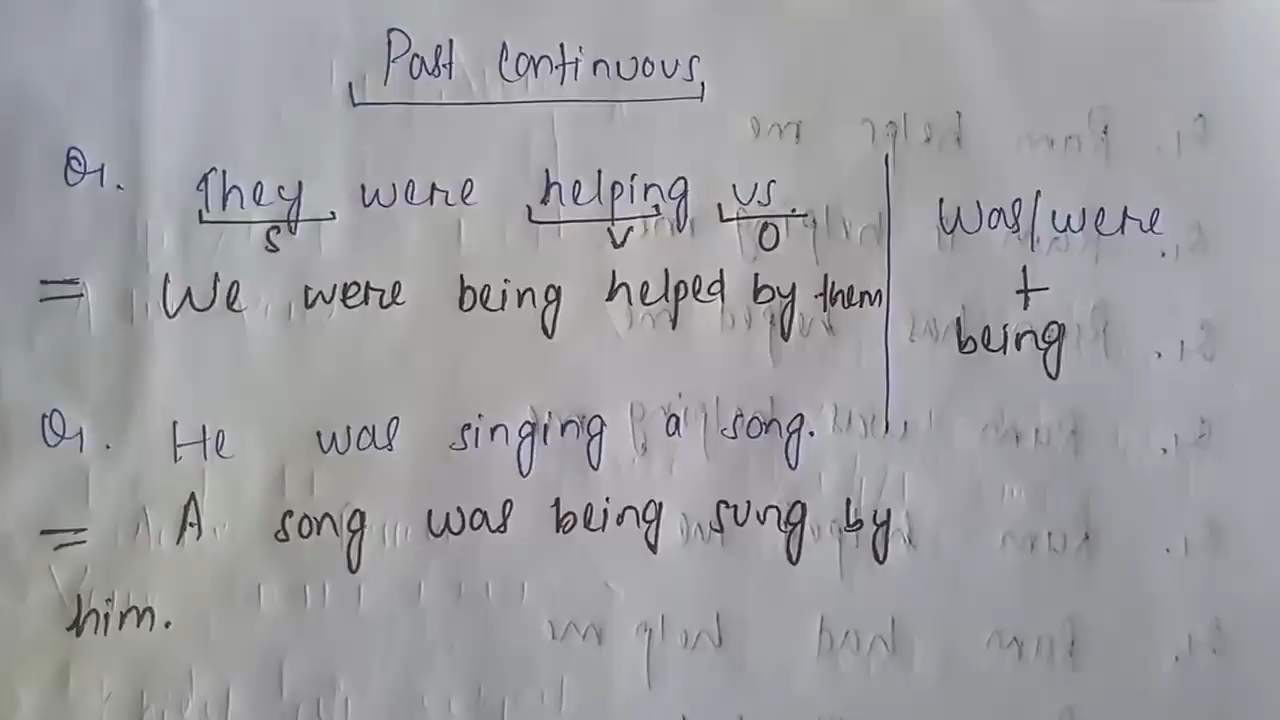 Past continuous
Q1. They were helping us.
S V O
= We were being helped by them
was/were
+
being
Q1. He was singing a song.
= A song was being sung by
him.